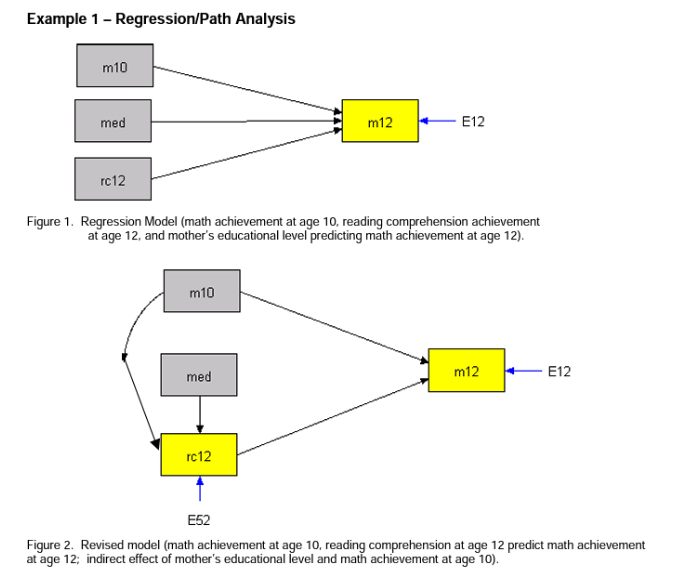 Example 1 – Regression/Path Analysis
m10
med
m12
E12
rc12
Figure 1. Regression Model (math achievement at age 10, reading comprehension achievement
at age 12, and mother's educational level predicting math achievement at age 12).
m10
med
m12
E12
rc12
E52
Figure 2. Revised model (math achievement at age 10, reading comprehension at age 12 predict math achievement
at age 12; indirect effect of mother's educational level and math achievement at age 10).